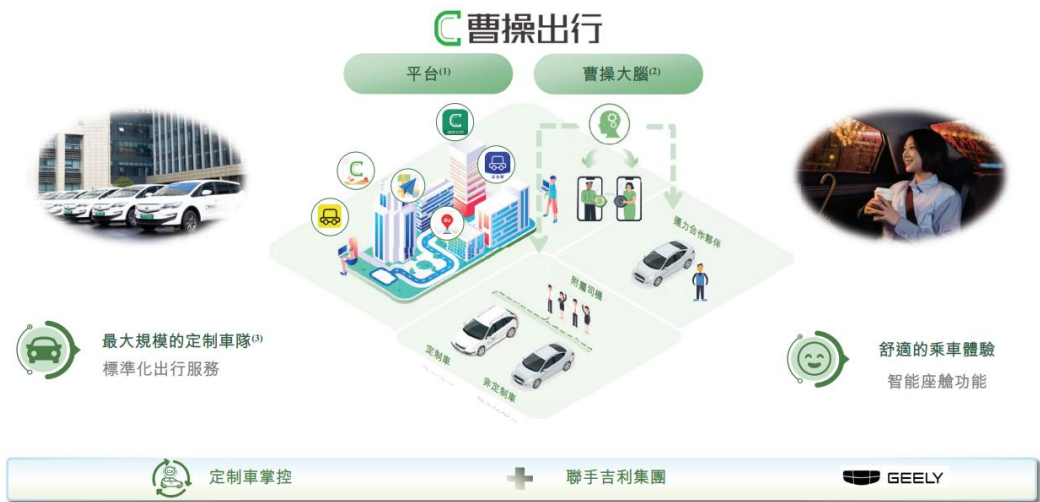 曹操出行
平台(1)
曹操大腦(2)
運力合作夥伴
附屬司機
定制車
非定制車
最大規模的定制車隊(3)
標準化出行服務
舒適的乘車體驗
智能座艙功能
定制車掌控
聯手吉利集團
GEELY